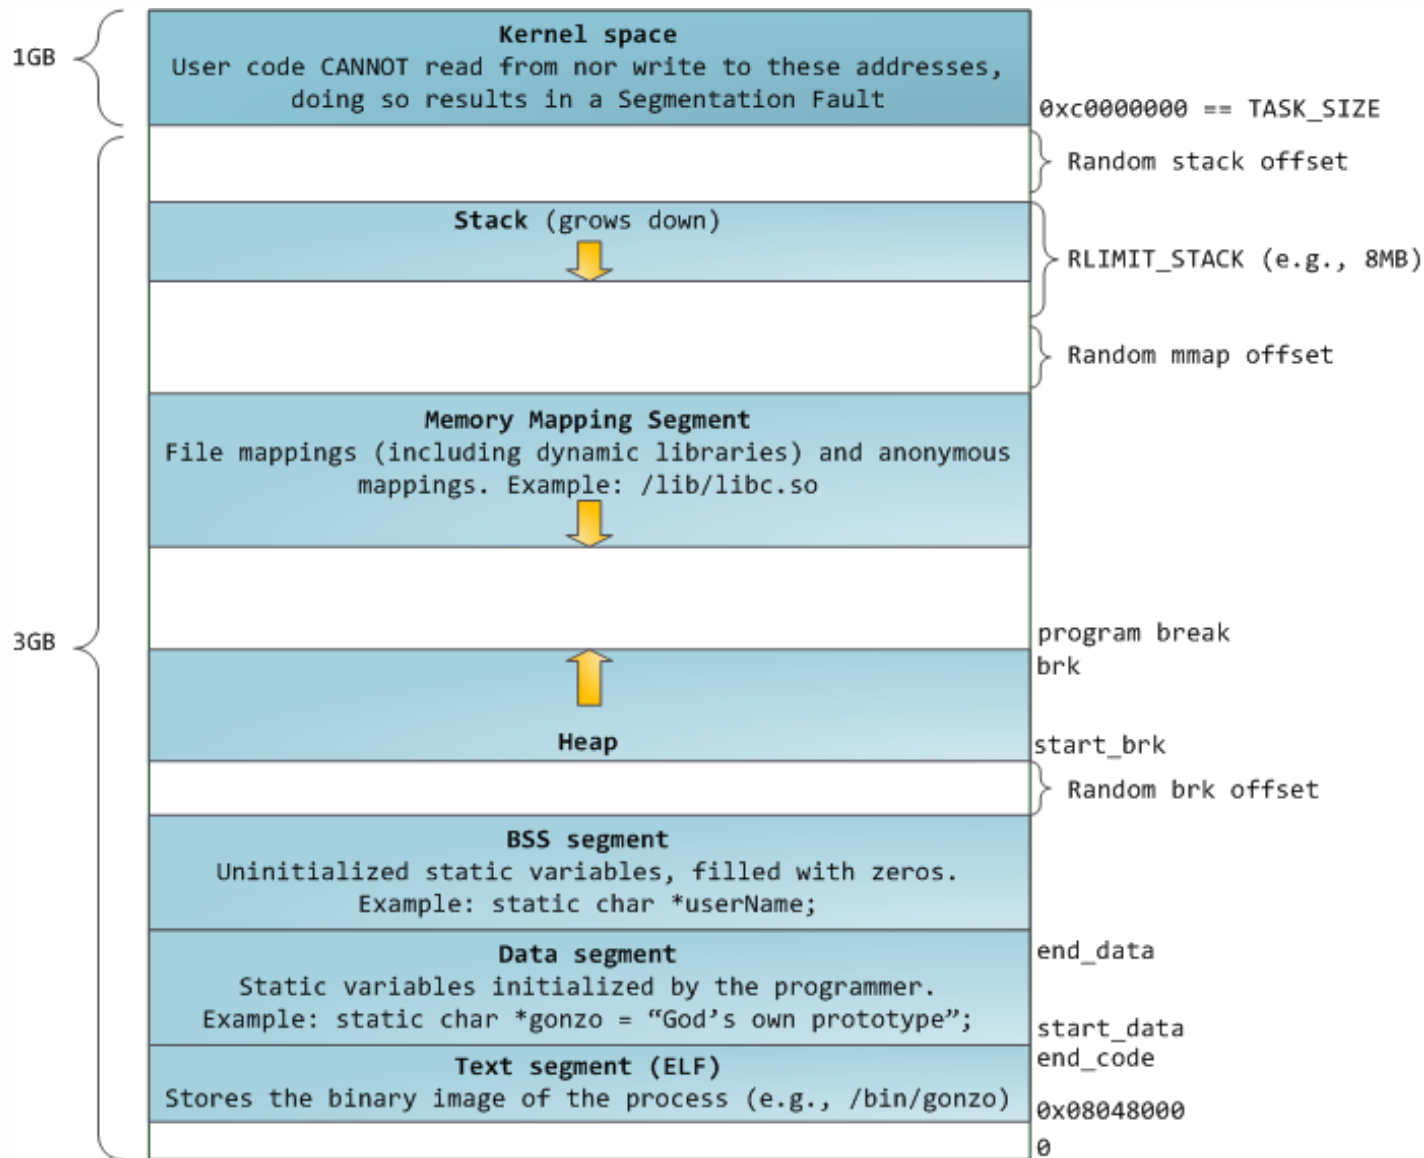 Kernel space
1GB
User code CANNOT read from nor write to these addresses,
doing so results in a Segmentation Fault
0xc0000000 == TASK_SIZE
Random stack offset
Stack (grows down)
RLIMIT_STACK (e.g., 8MB)
Random mmap offset
Memory Mapping Segment
File mappings (including dynamic libraries) and anonymous
mappings. Example: /lib/libc.so
3GB
program break
brk
Heap
start_brk
Random brk offset
BSS segment
Uninitialized static variables, filled with zeros.
Example: static char *userName;
Data segment
end_data
Static variables initialized by the programmer.
Example: static char *gonzo = “God’s own prototype”;
start_data
end_code
Text segment (ELF)
Stores the binary image of the process (e.g., /bin/gonzo)
0x08048000
0